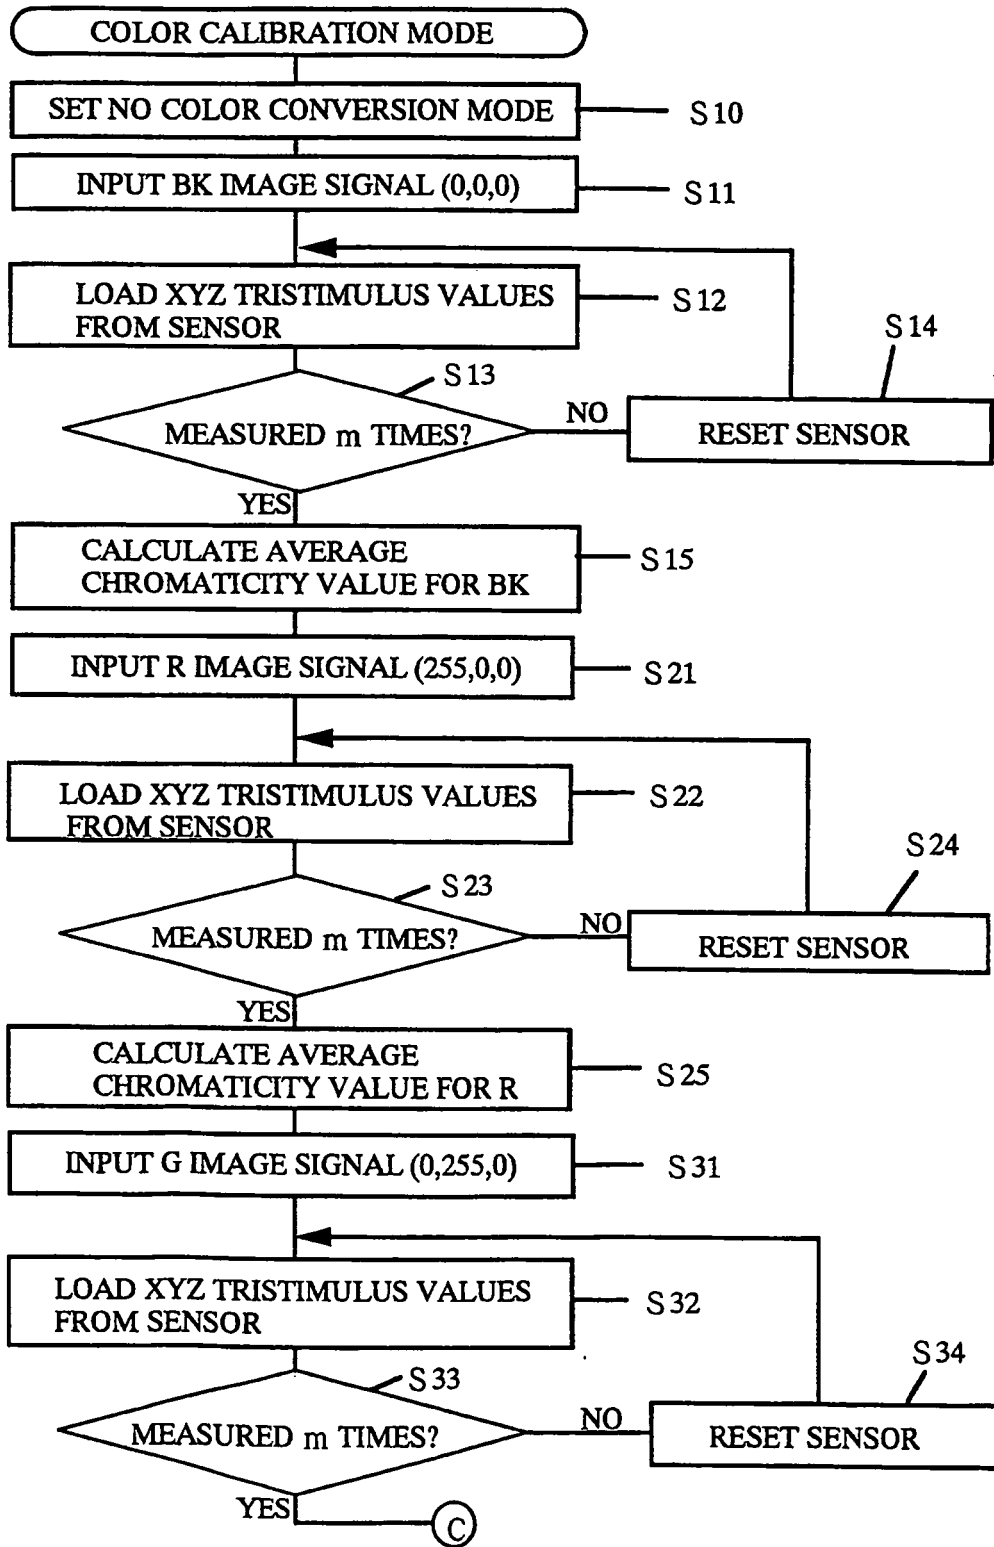 COLOR CALIBRATION MODE
SET NO COLOR CONVERSION MODE
S10
INPUT BK IMAGE SIGNAL (0,0,0)
S11
LOAD XYZ TRISTIMULUS VALUES
FROM SENSOR
S12
S14
S13
MEASURED m TIMES?
NO
RESET SENSOR
YES
CALCULATE AVERAGE
CHROMATICITY VALUE FOR BK
S15
INPUT R IMAGE SIGNAL (255,0,0)
S21
LOAD XYZ TRISTIMULUS VALUES
FROM SENSOR
S22
S24
S23
MEASURED m TIMES?
NO
RESET SENSOR
YES
CALCULATE AVERAGE
CHROMATICITY VALUE FOR R
S25
INPUT G IMAGE SIGNAL (0,255,0)
S31
LOAD XYZ TRISTIMULUS VALUES
FROM SENSOR
S32
S34
S33
MEASURED m TIMES?
NO
RESET SENSOR
YES
C